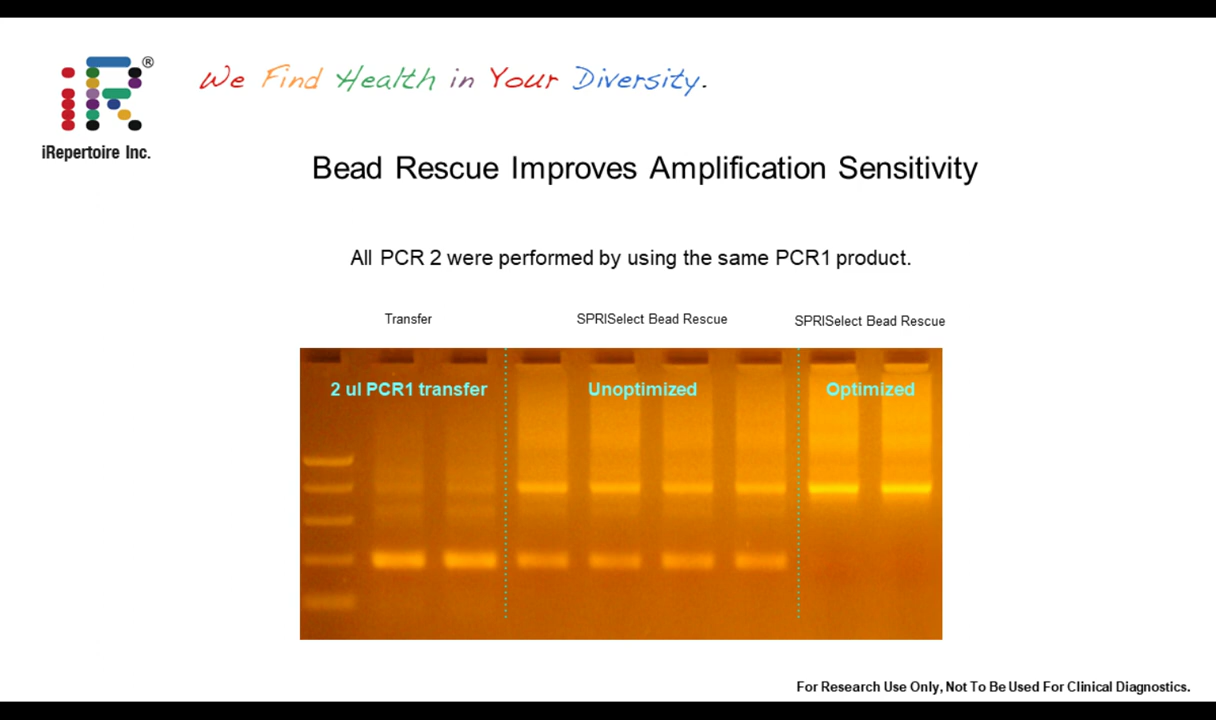 iR®
We Find Health in Your Diversity.
iRepertoire Inc.
Bead Rescue Improves Amplification Sensitivity
All PCR 2 were performed by using the same PCR1 product.
Transfer
SPRISelect Bead Rescue
SPRISelect Bead Rescue
2 ul PCR1 transfer
Unoptimized
Optimized
For Research Use Only, Not To Be Used For Clinical Diagnostics.